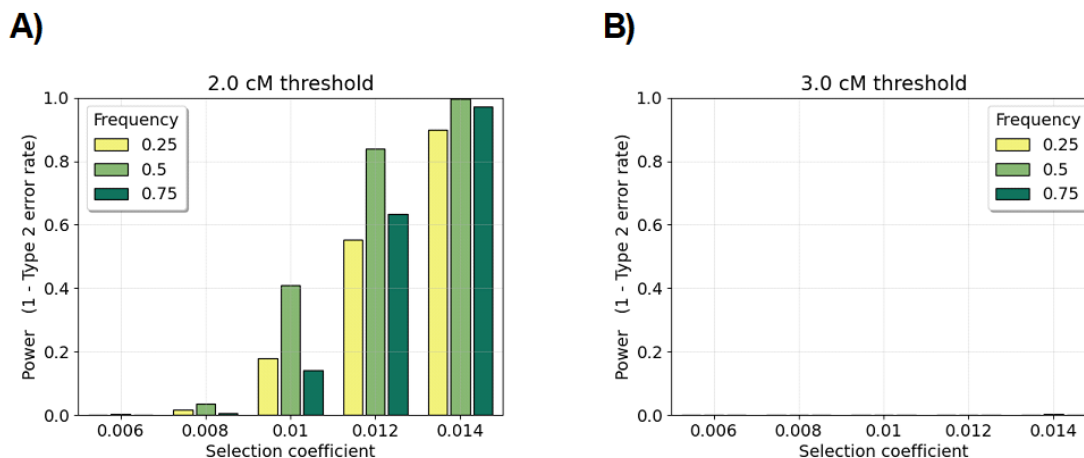 A)
2.0 cM threshold
Power (1 - Type 2 error rate)
1.0
0.8
0.6
0.4
0.2
0.0
Frequency
0.25
0.5
0.75
0.006 0.008 0.01 0.012 0.014
Selection coefficient
B)
3.0 cM threshold
Power (1 - Type 2 error rate)
1.0
0.8
0.6
0.4
0.2
0.0
Frequency
0.25
0.5
0.75
0.006 0.008 0.01 0.012 0.014
Selection coefficient